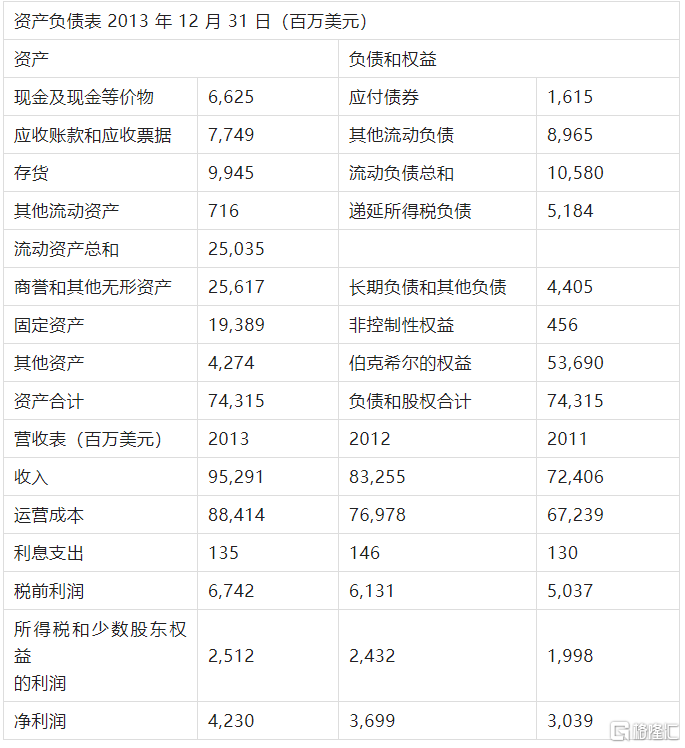 资产负债表 2013 年 12 月 31 日（百万美元）
资产 负债和权益
现金及现金等价物 6,625 应付债券 1,615
应收账款和应收票据 7,749 其他流动负债 8,965
存货 9,945 流动负债总和 10,580
其他流动资产 716 递延所得税负债 5,184
流动资产总和 25,035
商誉和其他无形资产 25,617 长期负债和其他负债 4,405
固定资产 19,389 非控制性权益 456
其他资产 4,274 伯克希尔的权益 53,690
资产合计 74,315 负债和股权合计 74,315
营收表（百万美元） 2013 2012 2011
收入 95,291 83,255 72,406
运营成本 88,414 76,978 67,239
利息支出 135 146 130
税前利润 6,742 6,131 5,037
所得税和少数股东权
益
的利润 2,512 2,432 1,998
净利润 4,230 3,699 3,039
格隆汇